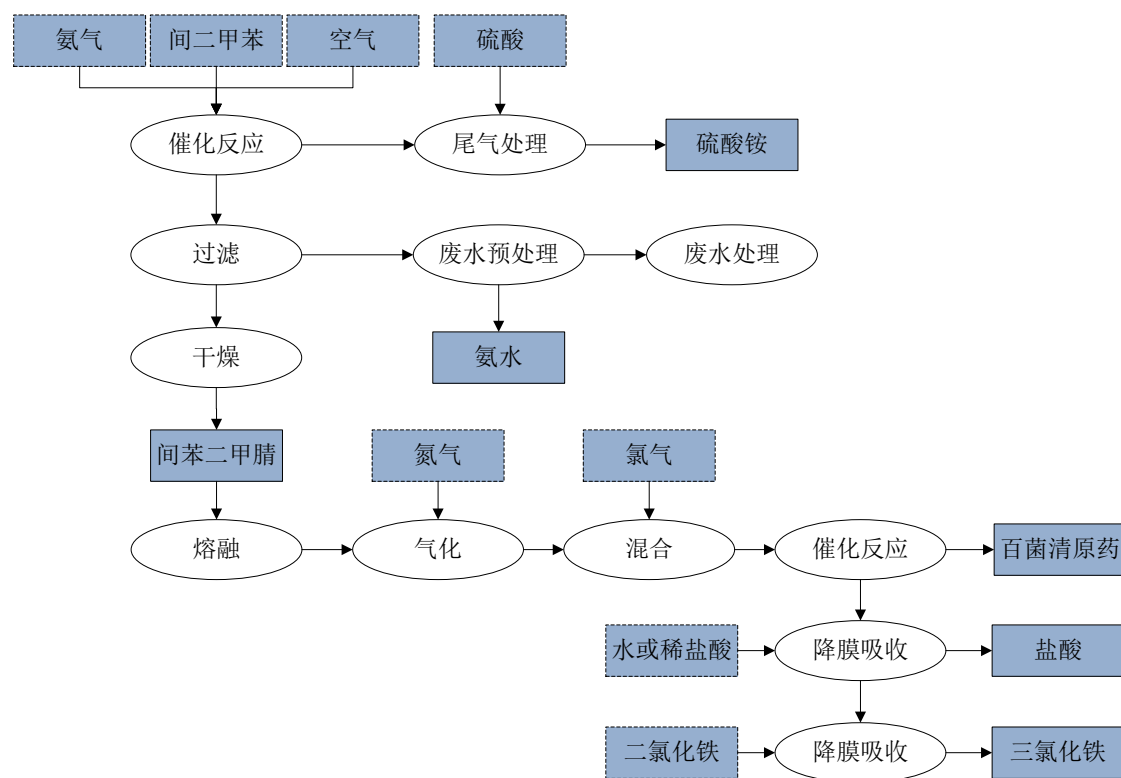 氨气
间二甲苯
空气
硫酸
催化反应
尾气处理
硫酸铵
过滤
废水预处理
废水处理
干燥
氨水
间苯二甲腈
氮气
氯气
熔融
气化
混合
催化反应
百菌清原药
水或稀盐酸
降膜吸收
盐酸
二氯化铁
降膜吸收
三氯化铁